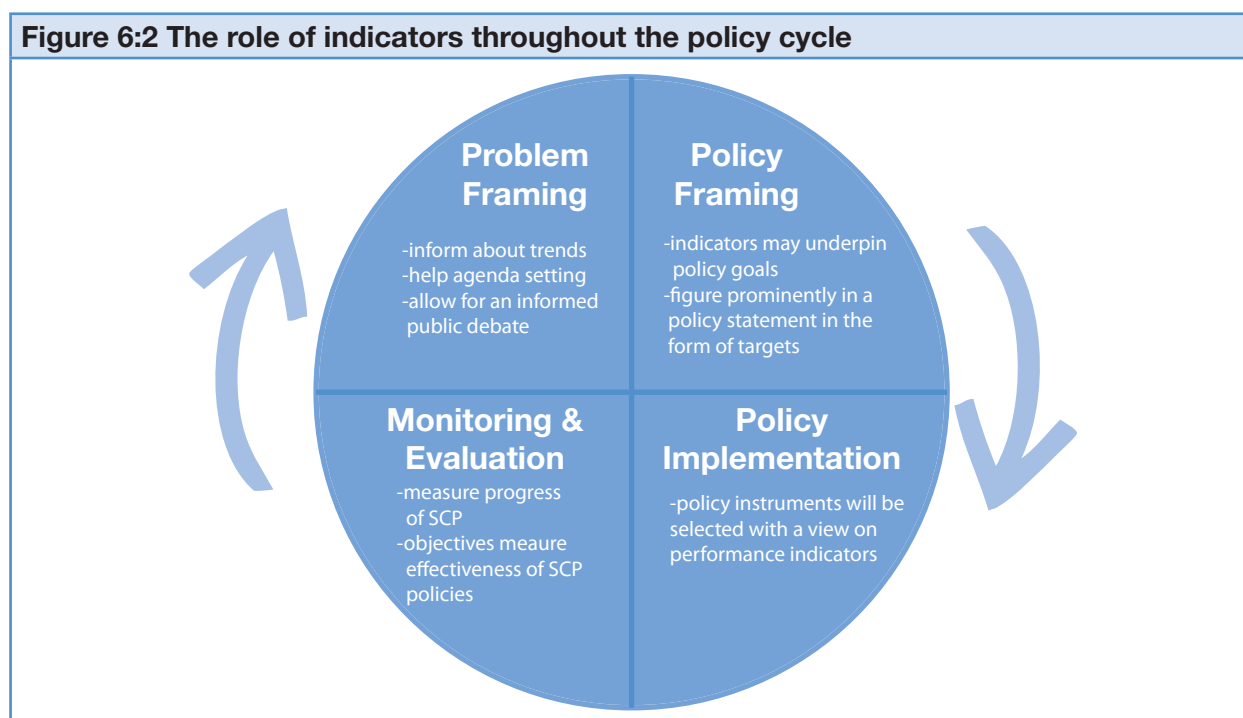 Figure 6:2 The role of indicators throughout the policy cycle
Problem
Framing
-inform about trends
-help agenda setting
-allow for an informed
public debate
Policy
Framing
-indicators may underpin
policy goals
-figure prominently in a
policy statement in the
form of targets
Monitoring &
Evaluation
-measure progress
of SCP
-objectives meaure
effectiveness of SCP
policies
Policy
Implementation
-policy instruments will be
selected with a view on
performance indicators